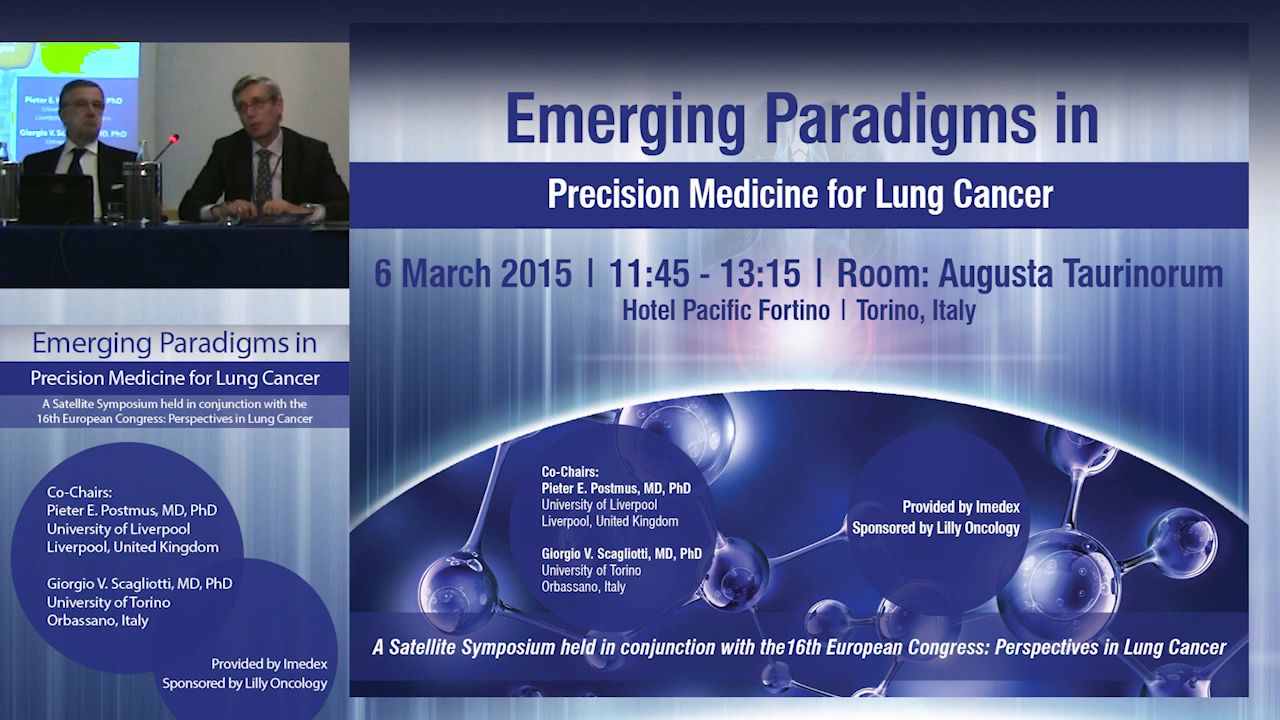 Pieter E. PhD
Giorgio V. Sca MD, PhD
Emerging Paradigms in
Precision Medicine for Lung Cancer
A Satellite Symposium held in conjunction with the
16th European Congress: Perspectives in Lung Cancer
Co-Chairs:
Pieter E. Postmus, MD, PhD
University of Liverpool
Liverpool, United Kingdom
Giorgio V. Scagliotti, MD, PhD
University of Torino
Orbassano, Italy
Provided by Imedex
Sponsored by Lilly Oncology
Emerging Paradigms in
Precision Medicine for Lung Cancer
6 March 2015 | 11:45 - 13:15 | Room: Augusta Taurinorum
Hotel Pacific Fortino | Torino, Italy
Co-Chairs:
Pieter E. Postmus, MD, PhD
University of Liverpool
Liverpool, United Kingdom
Giorgio V. Scagliotti, MD, PhD
University of Torino
Orbassano, Italy
Provided by Imedex
Sponsored by Lilly Oncology
A Satellite Symposium held in conjunction with the16th European Congress: Perspectives in Lung Cancer